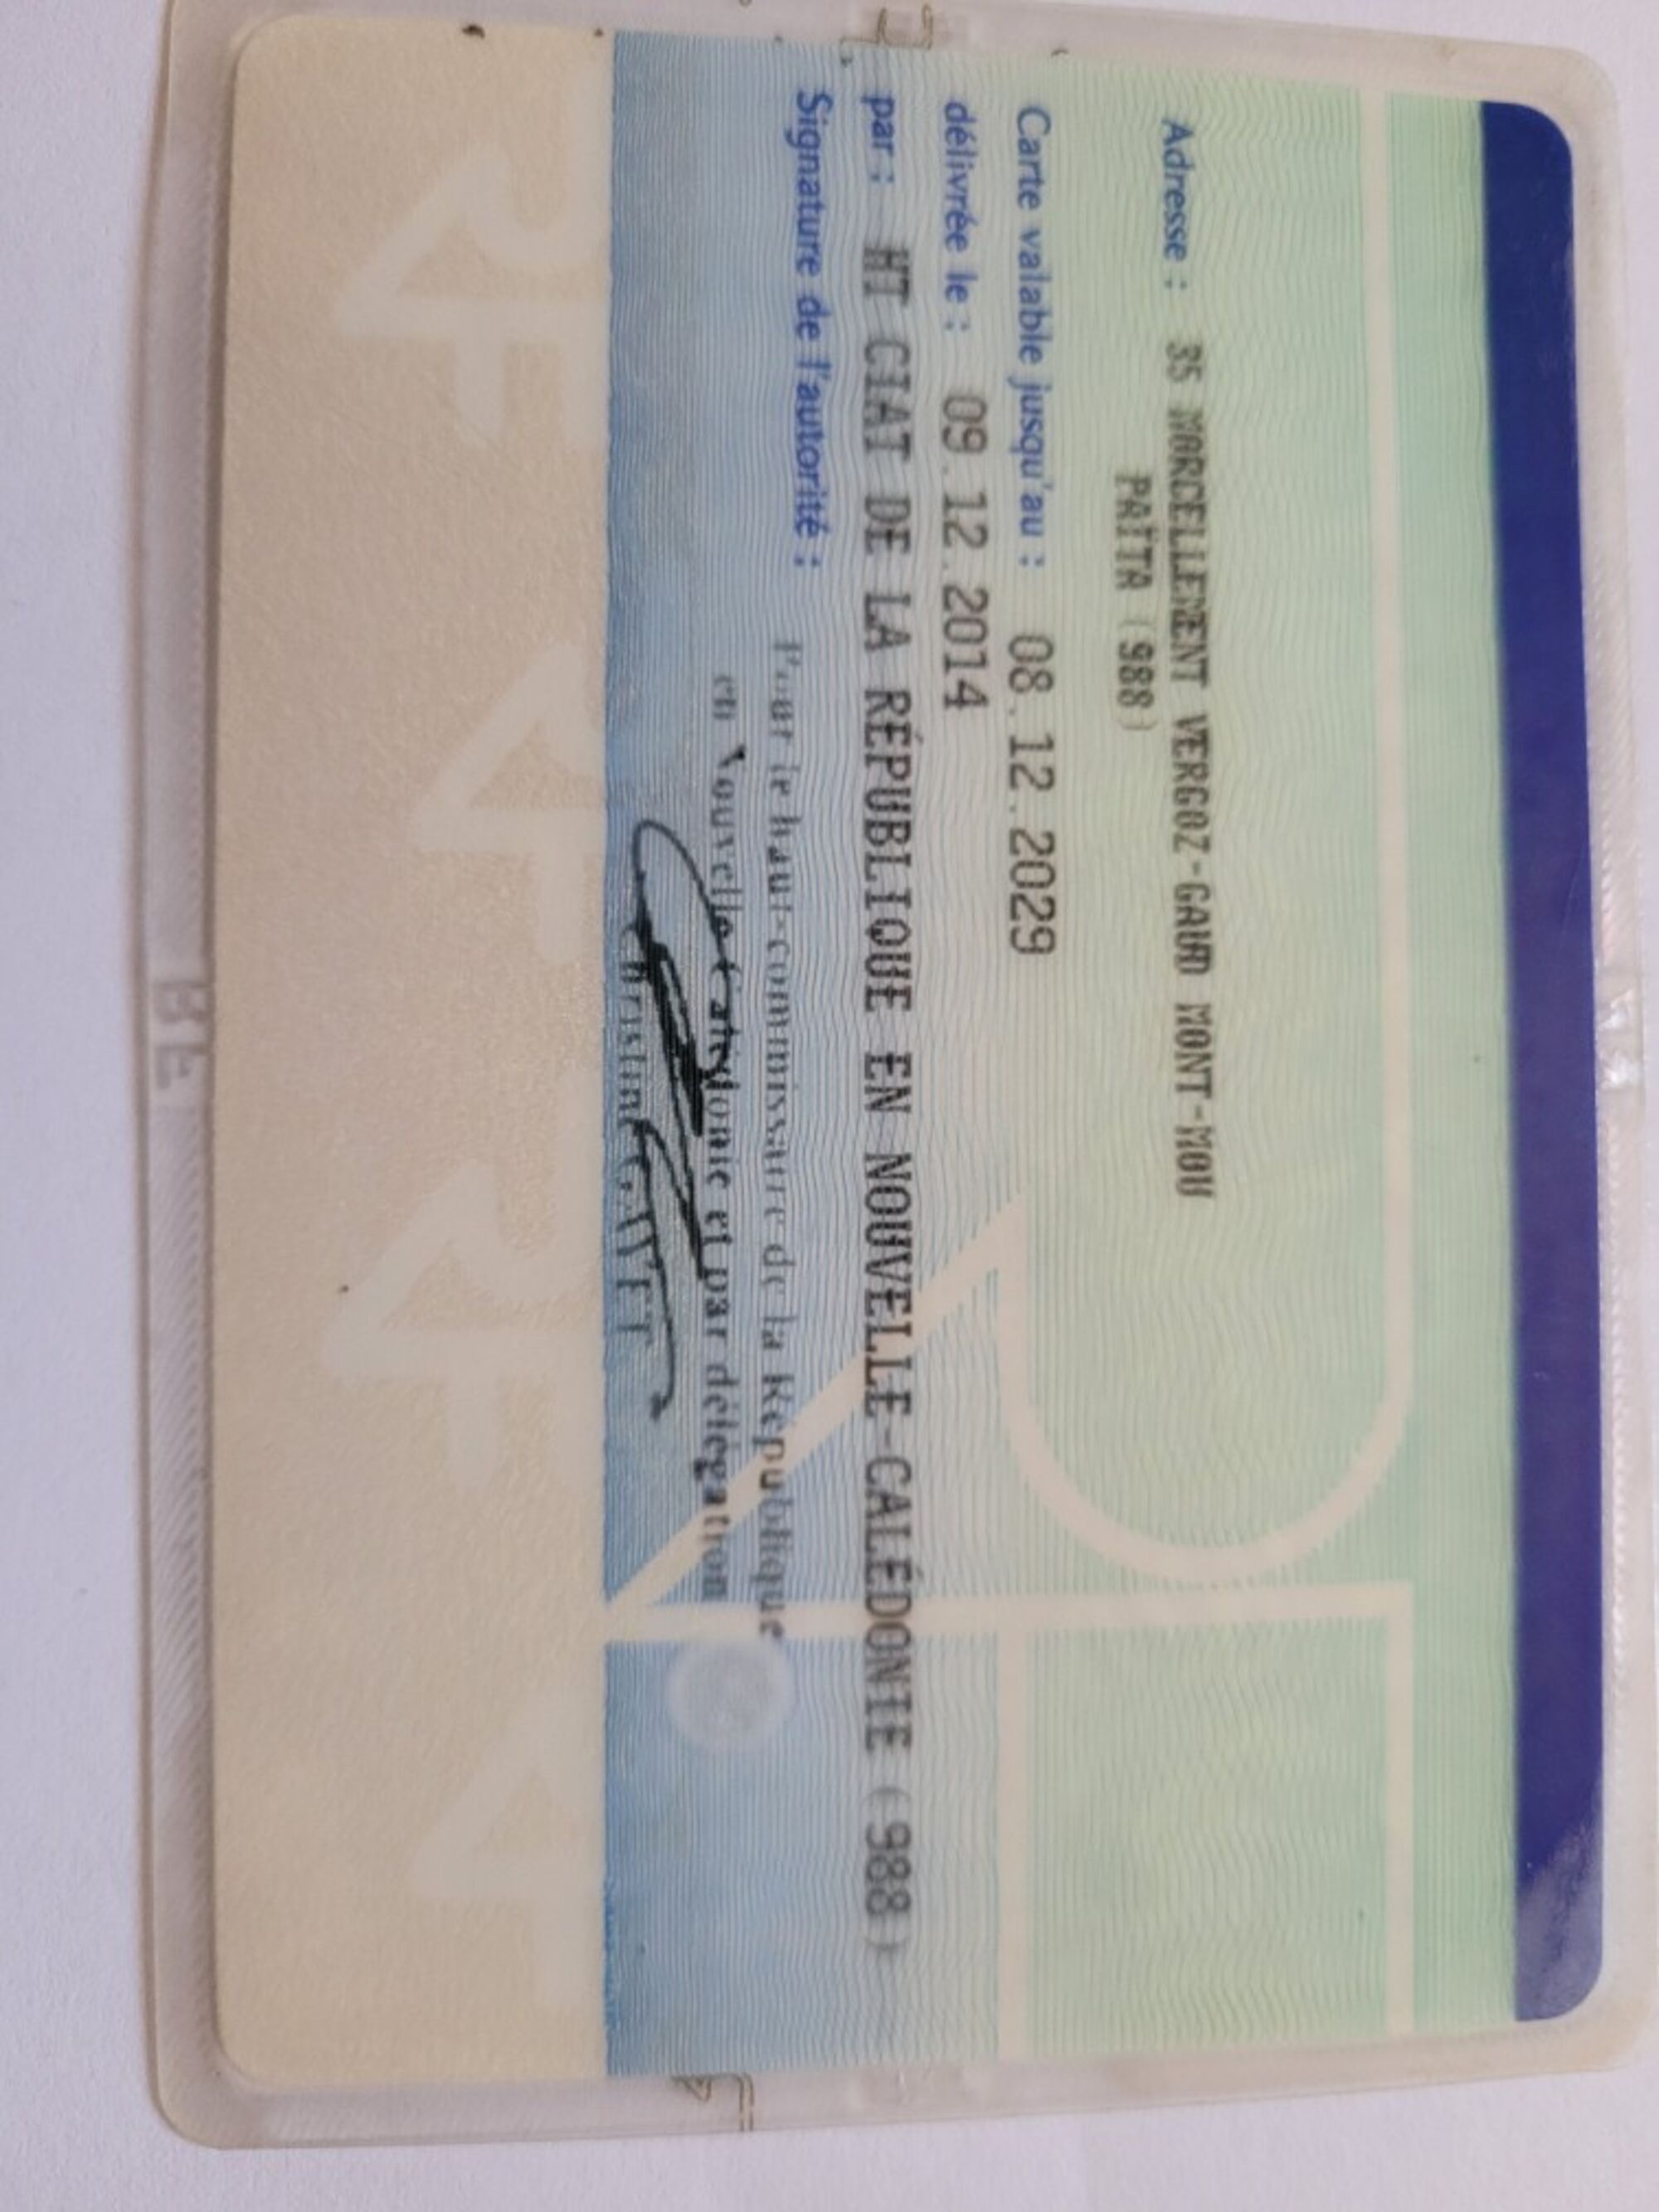 Adresse : 35 MORCELLEMENT VERGOZ-GAUD MONT-MOU
PAÏTA (988)
Carte valable jusqu'au : 08.12.2029
délivrée le : 09.12.2014
par : HT CIAT DE LA RÉPUBLIQUE EN NOUVELLE-CALÉDONIE (988)
Signature de l'autorité :
Pour le haut-commissaire de la République
en Nouvelle-Calédonie et par délégation
BE